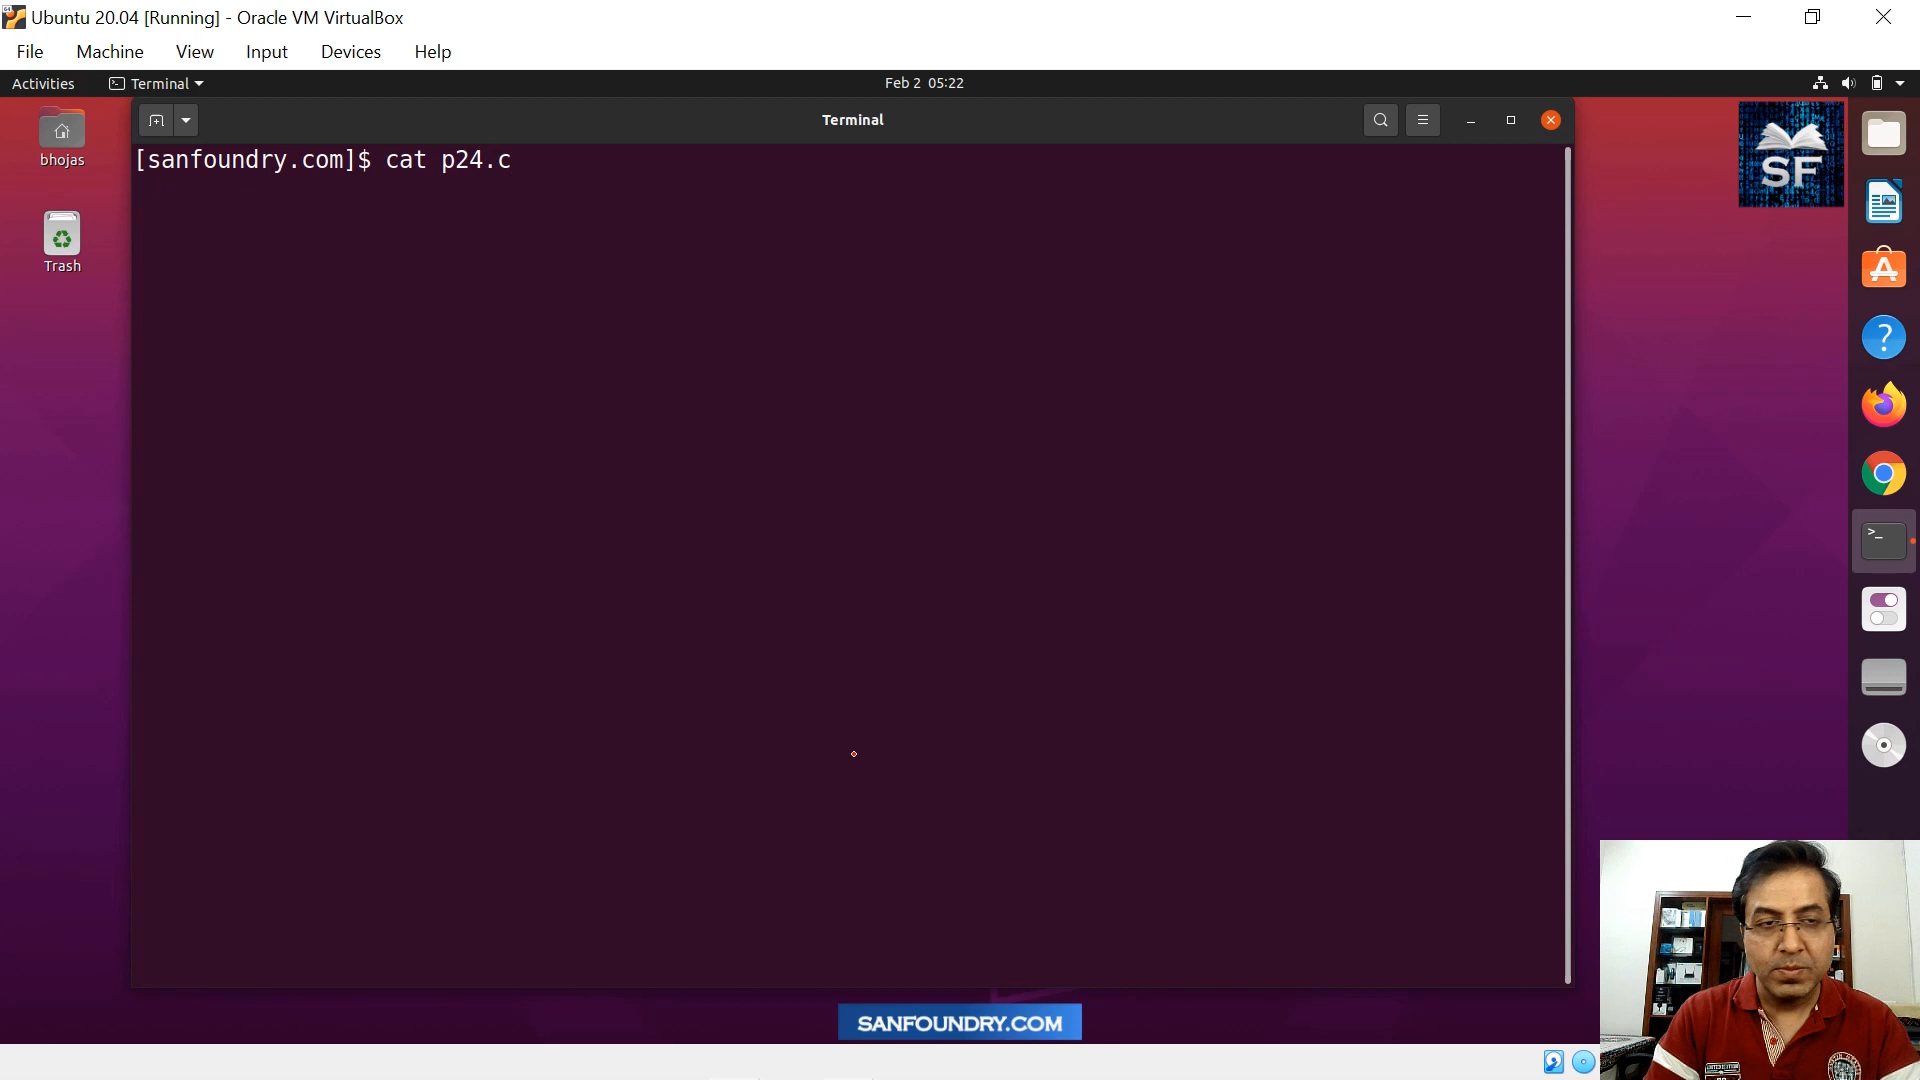 Ubuntu 20.04 [Running] - Oracle VM VirtualBox
File Machine View Input Devices Help
Activities Terminal Feb 2 05:22
Terminal
bhojas
Trash
[sanfoundry.com]$ cat p24.c
SF
SANFOUNDRY.COM